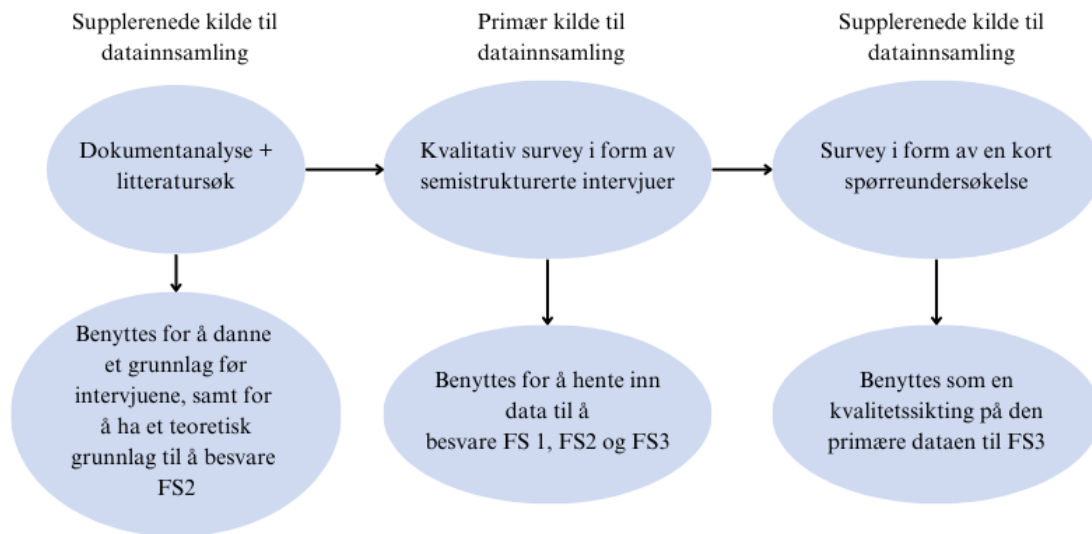 Supplerenede kilde til
datainnsamling
Primær kilde til
datainnsamling
Supplerenede kilde til
datainnsamling
Dokumentanalyse +
litteratursøk
Kvalitativ survey i form av
semistrukturerte intervjuer
Survey i form av en kort
spørreundersøkelse
Benyttes for å danne
et grunnlag før
intervjuene, samt for
å ha et teoretisk
grunnlag til å besvare
FS2
Benyttes for å hente inn
data til å
besvare FS 1, FS2 og FS3
Benyttes som en
kvalitetssikting på den
primære dataen til FS3